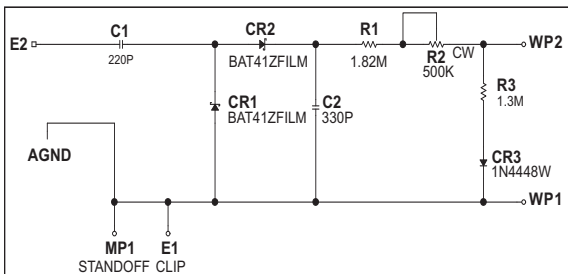 C1
CR2
R1
E2
WP2
220P
BAT41ZFILM
1.82M
R2
CW
500K
R3
1.3M
CR1
BAT41ZFILM
C2
330P
AGND
CR3
1N4448W
WP1
MP1
E1
STANDOFF
CLIP